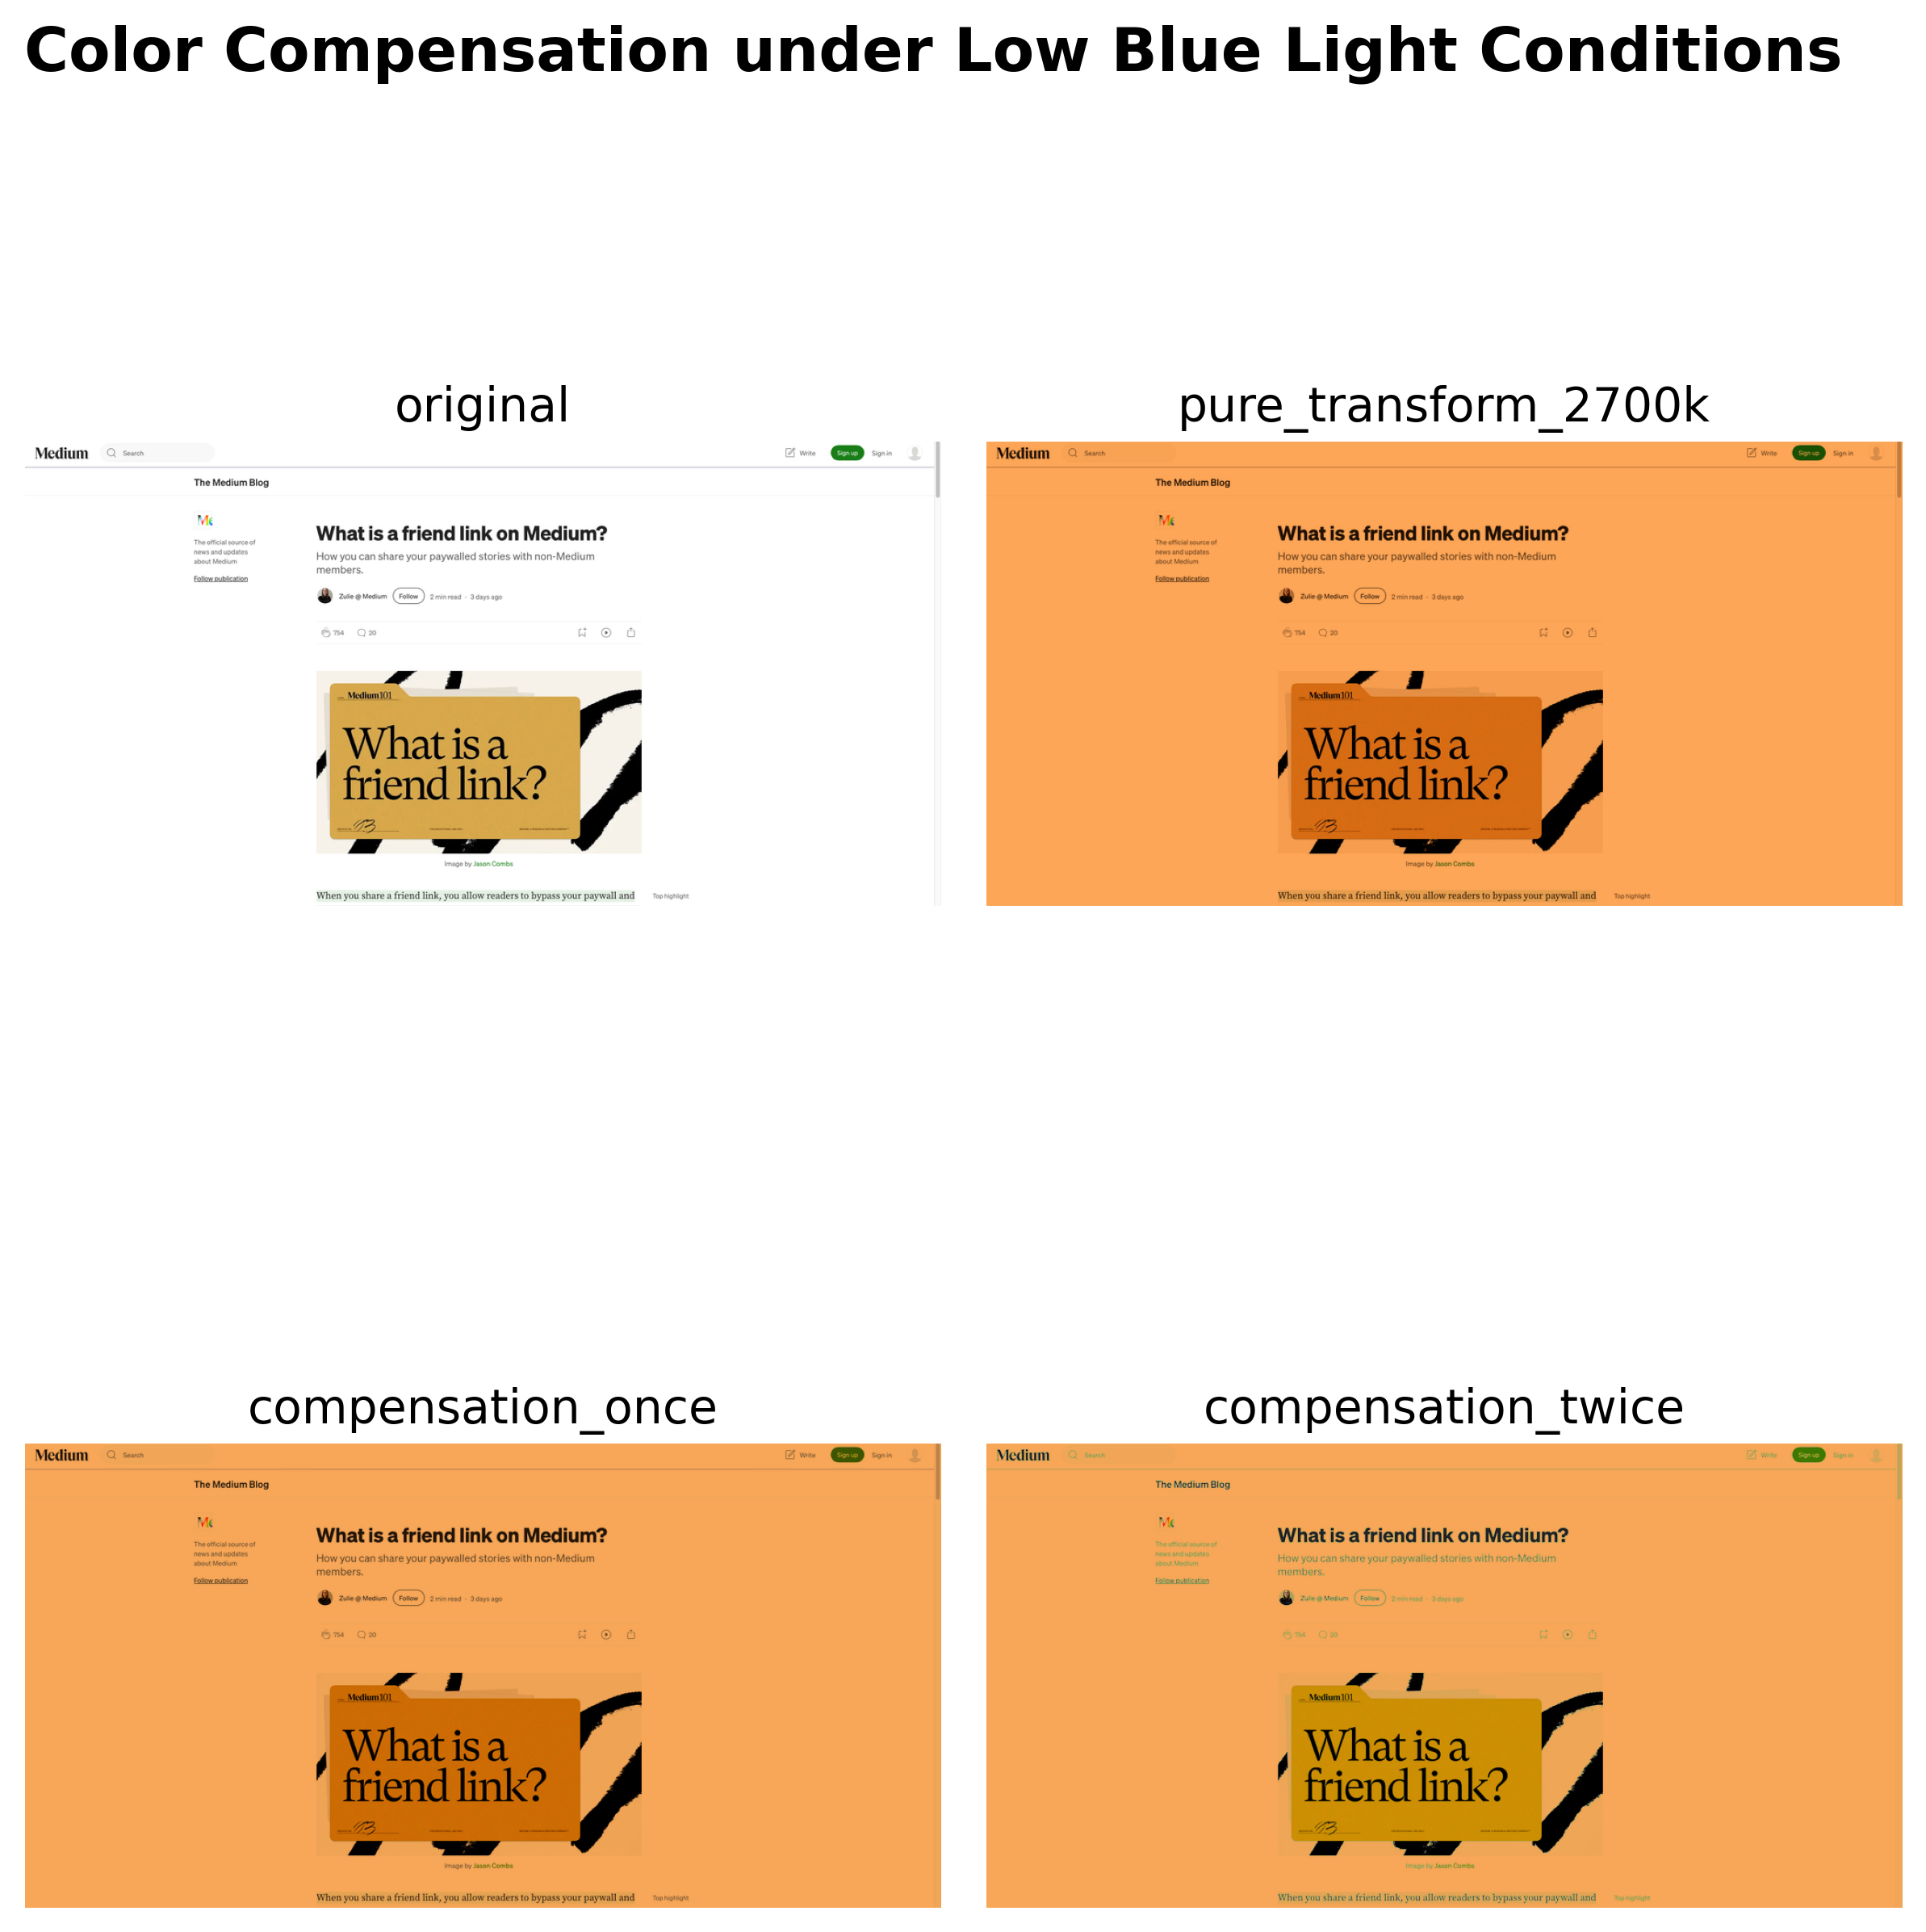 Color Compensation under Low Blue Light Conditions
original
Medium
Search
Write
Sign up
Sign in
The Medium Blog
The official source of
news and updates
about Medium
Follow publication
What is a friend link on Medium?
How you can share your paywalled stories with non-Medium
members.
Zulie @ Medium
Follow
2 min read · 3 days ago
754
20
Medium101
What is a
friend link?
Image by Jason Combs
When you share a friend link, you allow readers to bypass your paywall and
Top highlight
pure_transform_2700k
Medium
Search
Write
Sign up
Sign in
The Medium Blog
The official source of
news and updates
about Medium
Follow publication
What is a friend link on Medium?
How you can share your paywalled stories with non-Medium
members.
Zulie @ Medium
Follow
2 min read · 3 days ago
754
20
Medium101
What is a
friend link?
Image by Jason Combs
When you share a friend link, you allow readers to bypass your paywall and
Top highlight
compensation_once
Medium
Search
Write
Sign up
Sign in
The Medium Blog
The official source of
news and updates
about Medium
Follow publication
What is a friend link on Medium?
How you can share your paywalled stories with non-Medium
members.
Zulie @ Medium
Follow
2 min read · 3 days ago
754
20
Medium101
What is a
friend link?
Image by Jason Combs
When you share a friend link, you allow readers to bypass your paywall and
Top highlight
compensation_twice
Medium
Search
Write
Sign up
Sign in
The Medium Blog
The official source of
news and updates
about Medium
Follow publication
What is a friend link on Medium?
How you can share your paywalled stories with non-Medium
members.
Zulie @ Medium
Follow
2 min read · 3 days ago
754
20
Medium101
What is a
friend link?
Image by Jason Combs
When you share a friend link, you allow readers to bypass your paywall and
Top highlight